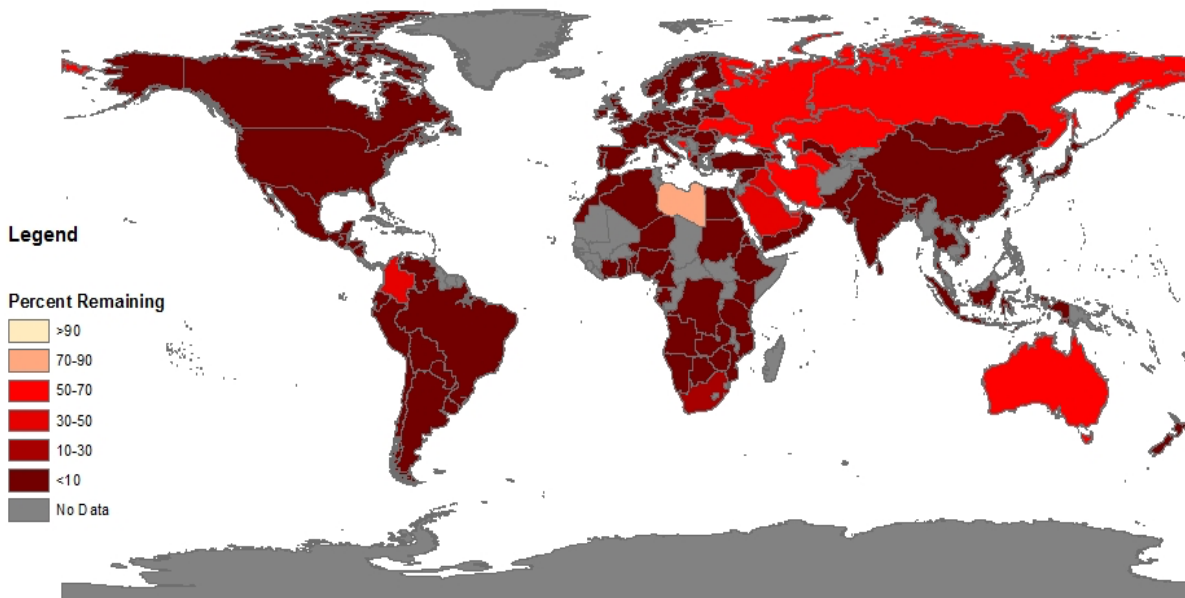 Legend
Percent Remaining
>90
70-90
50-70
30-50
10-30
<10
No Data